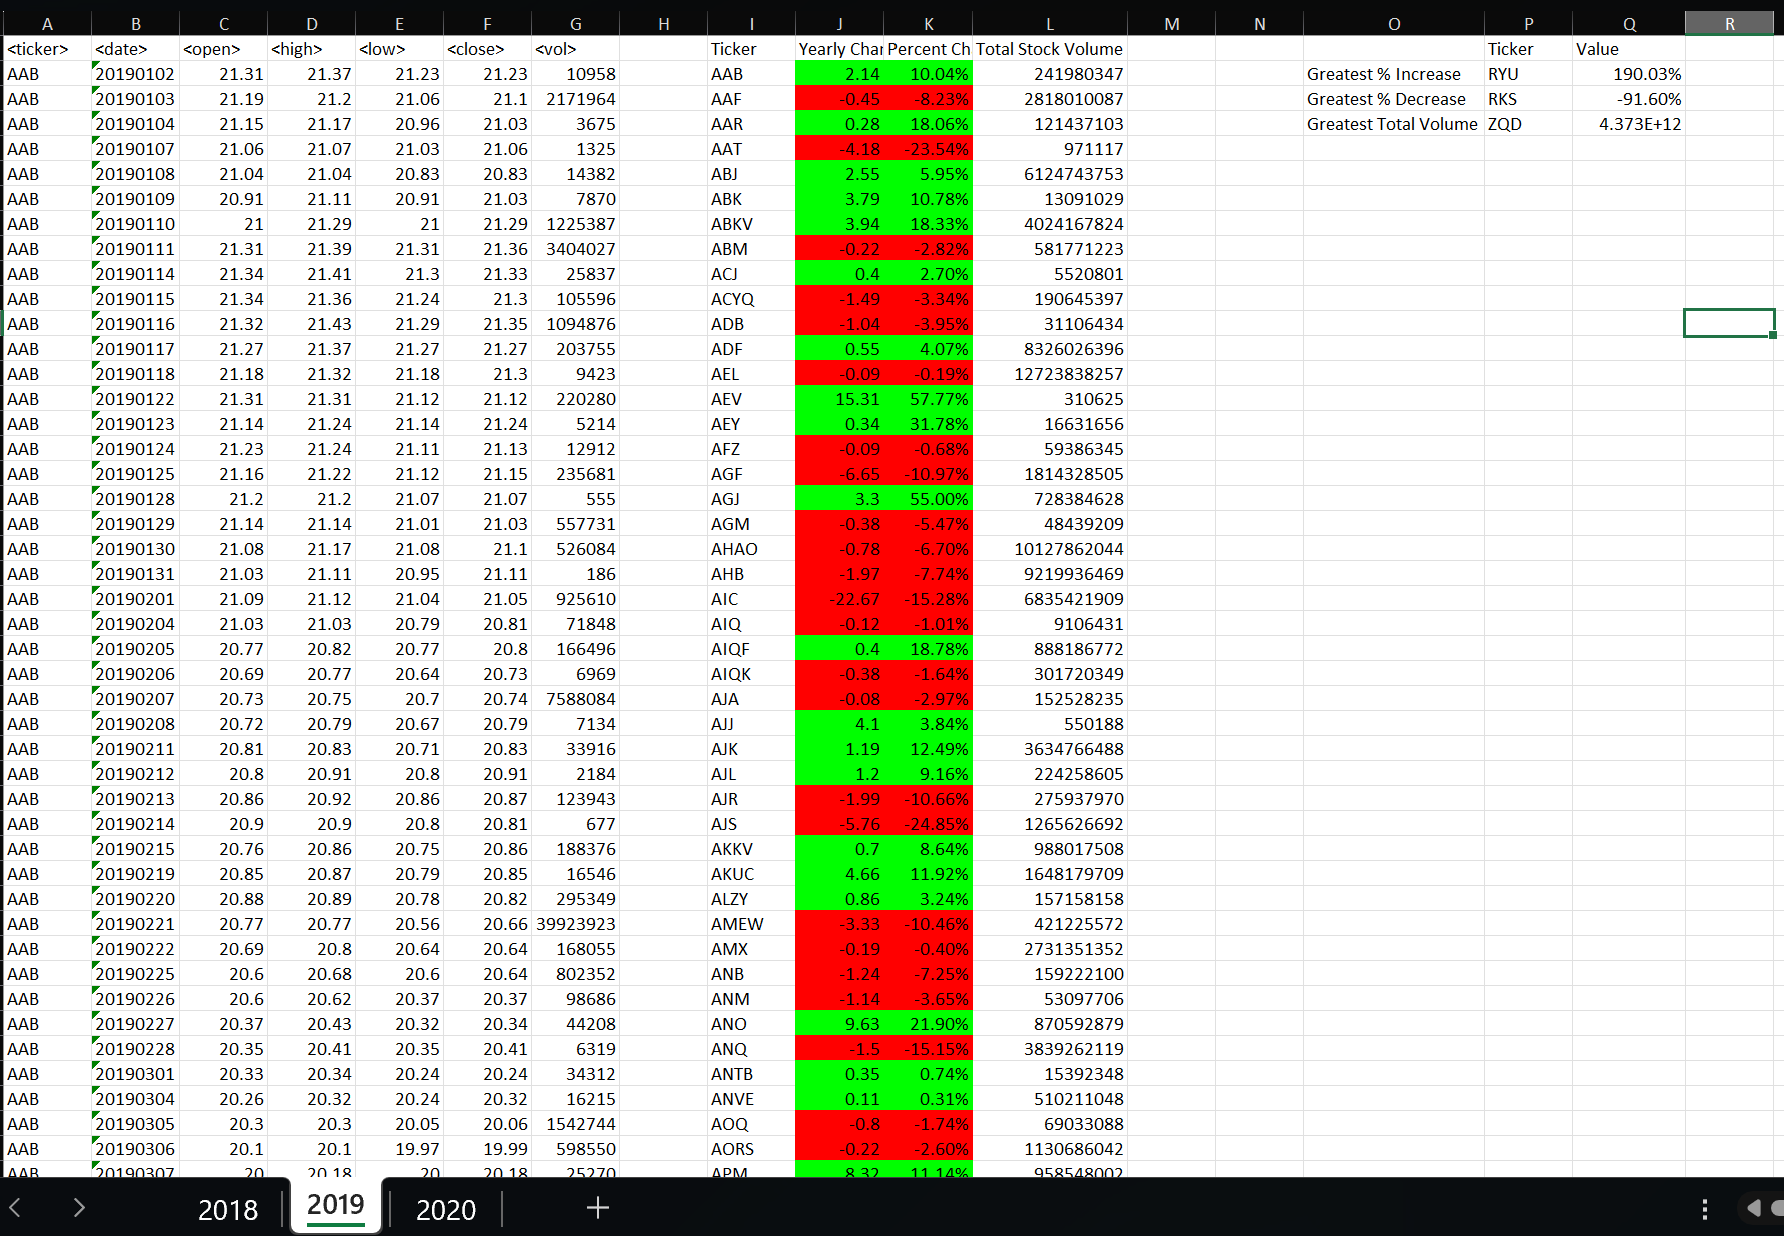 A B C D E F G H I J K L M N O P Q R
<ticker> <date> <open> <high> <low> <close> <vol> Ticker Yearly Char Percent Ch Total Stock Volume Ticker Value
AAB 20190102 21.31 21.37 21.23 21.23 10958 AAB 2.14 10.04% 241980347 Greatest % Increase RYU 190.03%
AAB 20190103 21.19 21.2 21.06 21.1 2171964 AAF -0.45 -8.23% 2818010087 Greatest % Decrease RKS -91.60%
AAB 20190104 21.15 21.17 20.96 21.03 3675 AAR 0.28 18.06% 121437103 Greatest Total Volume ZQD 4.373E+12
AAB 20190107 21.06 21.07 21.03 21.06 1325 AAT -4.18 -23.54% 971117
AAB 20190108 21.04 21.04 20.83 20.83 14382 ABJ 2.55 5.95% 6124743753
AAB 20190109 20.91 21.11 20.91 21.03 7870 ABK 3.79 10.78% 13091029
AAB 20190110 21 21.29 21 21.29 1225387 ABKV 3.94 18.33% 4024167824
AAB 20190111 21.31 21.39 21.31 21.36 3404027 ABM -0.22 -2.82% 581771223
AAB 20190114 21.34 21.41 21.3 21.33 25837 ACJ 0.4 2.70% 5520801
AAB 20190115 21.34 21.36 21.24 21.3 105596 ACYQ -1.49 -3.34% 190645397
AAB 20190116 21.32 21.43 21.29 21.35 1094876 ADB -1.04 -3.95% 31106434
AAB 20190117 21.27 21.37 21.27 21.27 203755 ADF 0.55 4.07% 8326026396
AAB 20190118 21.18 21.32 21.18 21.3 9423 AEL -0.09 -0.19% 12723838257
AAB 20190122 21.31 21.31 21.12 21.12 220280 AEV 15.31 57.77% 310625
AAB 20190123 21.14 21.24 21.14 21.24 5214 AEY 0.34 31.78% 16631656
AAB 20190124 21.23 21.24 21.11 21.13 12912 AFZ -0.09 -0.68% 59386345
AAB 20190125 21.16 21.22 21.12 21.15 235681 AGF -6.65 -10.97% 1814328505
AAB 20190128 21.2 21.2 21.07 21.07 555 AGJ 3.3 55.00% 728384628
AAB 20190129 21.14 21.14 21.01 21.03 557731 AGM -0.38 -5.47% 48439209
AAB 20190130 21.08 21.17 21.08 21.1 526084 AHAO -0.78 -6.70% 10127862044
AAB 20190131 21.03 21.11 20.95 21.11 186 AHB -1.97 -7.74% 9219936469
AAB 20190201 21.09 21.12 21.04 21.05 925610 AIC -22.67 -15.28% 6835421909
AAB 20190204 21.03 21.03 20.79 20.81 71848 AIQ -0.12 -1.01% 9106431
AAB 20190205 20.77 20.82 20.77 20.8 166496 AIQF 0.4 18.78% 888186772
AAB 20190206 20.69 20.77 20.64 20.73 6969 AIQK -0.38 -1.64% 301720349
AAB 20190207 20.73 20.75 20.7 20.74 7588084 AJA -0.08 -2.97% 152528235
AAB 20190208 20.72 20.79 20.67 20.79 7134 AJJ 4.1 3.84% 550188
AAB 20190211 20.81 20.83 20.71 20.83 33916 AJK 1.19 12.49% 3634766488
AAB 20190212 20.8 20.91 20.8 20.91 2184 AJL 1.2 9.16% 224258605
AAB 20190213 20.86 20.92 20.86 20.87 123943 AJR -1.99 -10.66% 275937970
AAB 20190214 20.9 20.9 20.8 20.81 677 AJS -5.76 -24.85% 1265626692
AAB 20190215 20.76 20.86 20.75 20.86 188376 AKKV 0.7 8.64% 988017508
AAB 20190219 20.85 20.87 20.79 20.85 16546 AKUC 4.66 11.92% 1648179709
AAB 20190220 20.88 20.89 20.78 20.82 295349 ALZY 0.86 3.24% 157158158
AAB 20190221 20.77 20.77 20.56 20.66 39923923 AMEW -3.33 -10.46% 421225572
AAB 20190222 20.69 20.8 20.64 20.64 168055 AMX -0.19 -0.40% 2731351352
AAB 20190225 20.6 20.68 20.6 20.64 802352 ANB -1.24 -7.25% 159222100
AAB 20190226 20.6 20.62 20.37 20.37 98686 ANM -1.14 -3.65% 53097706
AAB 20190227 20.37 20.43 20.32 20.34 44208 ANO 9.63 21.90% 870592879
AAB 20190228 20.35 20.41 20.35 20.41 6319 ANQ -1.5 -15.15% 3839262119
AAB 20190301 20.33 20.34 20.24 20.24 34312 ANTB 0.35 0.74% 15392348
AAB 20190304 20.26 20.32 20.24 20.32 16215 ANVE 0.11 0.31% 510211048
AAB 20190305 20.3 20.3 20.05 20.06 1542744 AOQ -0.8 -1.74% 69033088
AAB 20190306 20.1 20.1 19.97 19.99 598550 AORS -0.22 -2.60% 1130686042
AAB 20190307 20 20.18 20 20.18 25270 APM 8.32 11.14% 958548002
2018 2019 2020